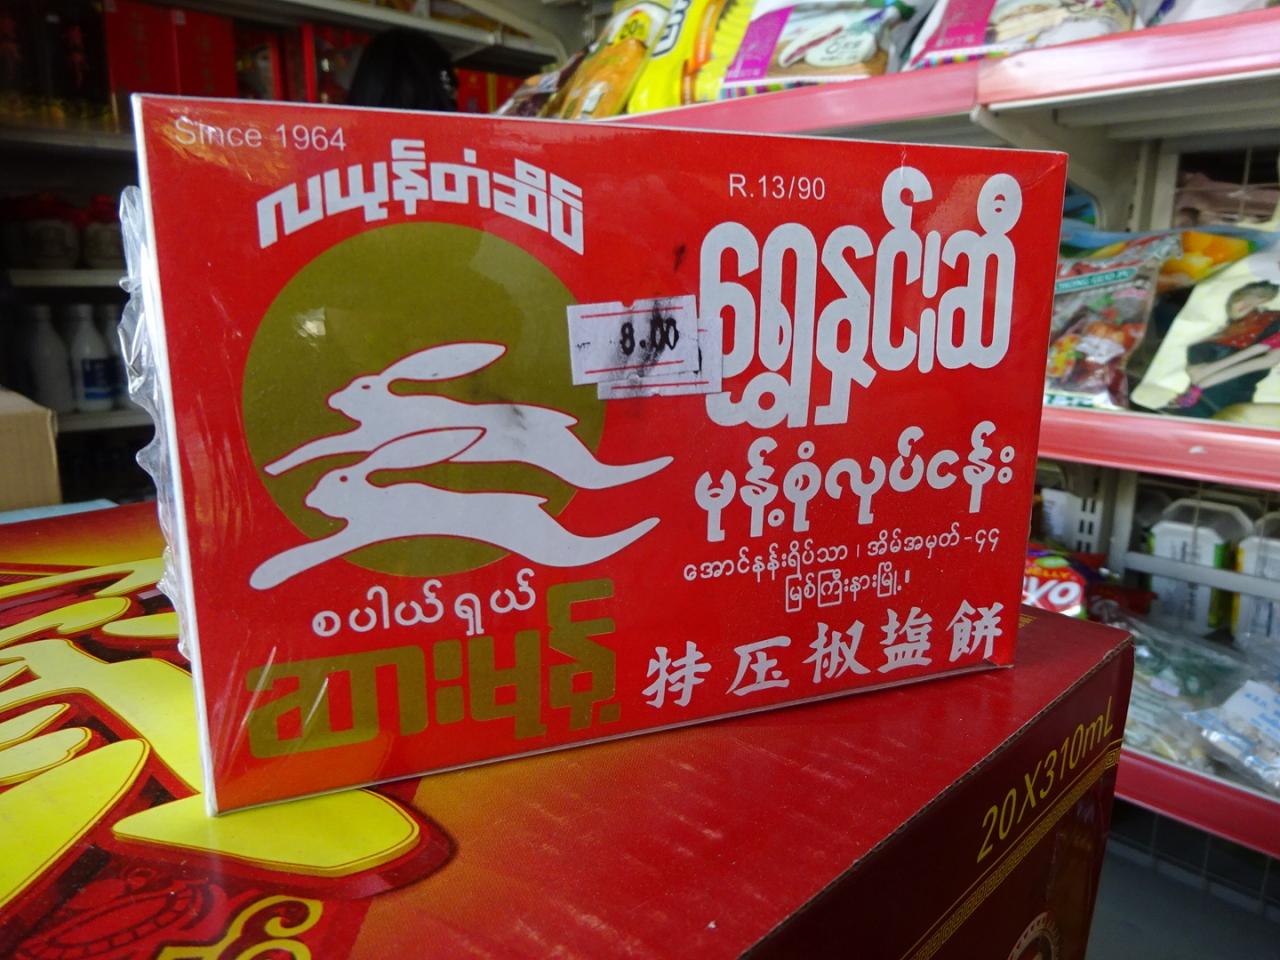 Since 1964
လယုန်တံဆိပ်
R.13/90
ရွှေနှင်းဆီ
8.00
မုန့်စုံလုပ်ငန်း
အောင်နန်းရိပ်သာ ၊ အိမ်အမှတ် - ၄၄
မြစ်ကြီးနားမြို့။
စပါယ်ရှယ်
ဆားမုန့်
特压椒盐餅
20X310mL